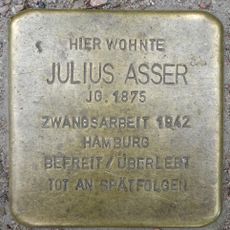 HIER WOHNTE
JULIUS ASSER
JG. 1875
ZWANGSARBEIT 1942
HAMBURG
BEFREIT / ÜBERLEBT
TOT AN SPÄTFOLGEN